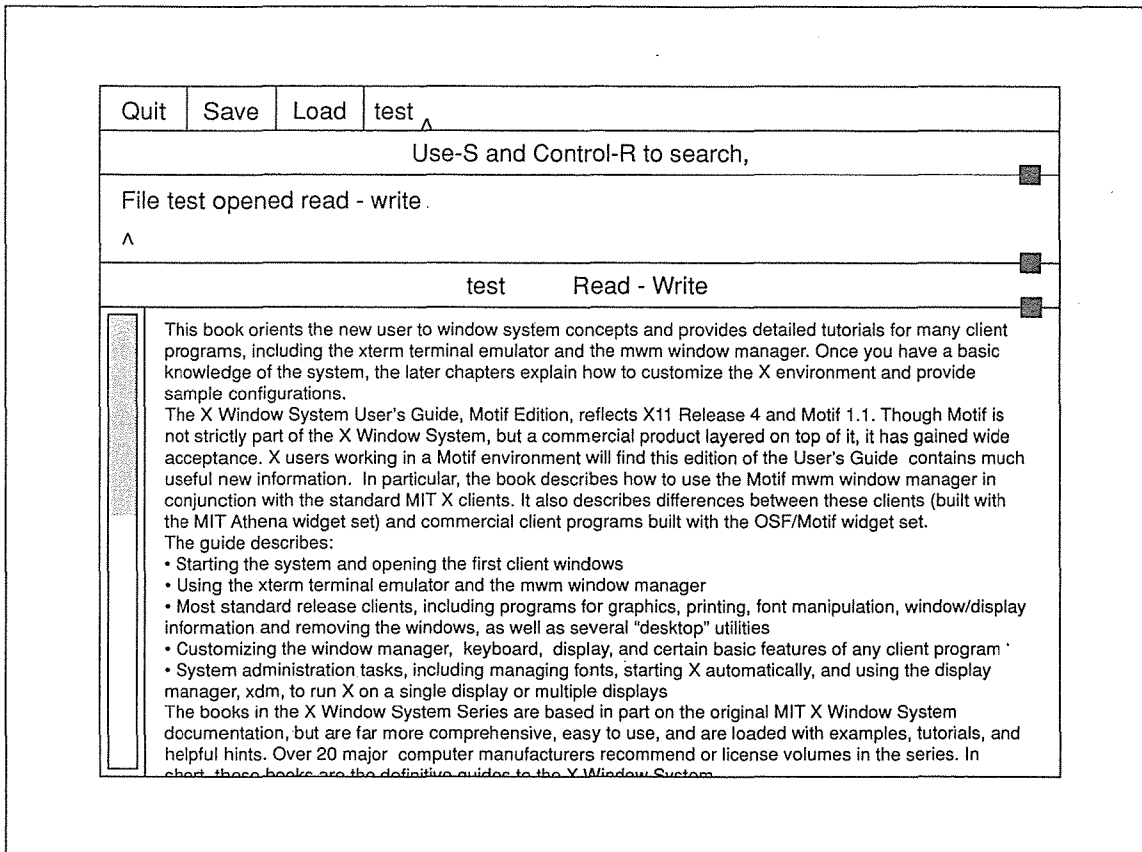 Quit Save Load test ^
Use-S and Control-R to search,
File test opened read - write
^
test Read - Write
This book orients the new user to window system concepts and provides detailed tutorials for many client
programs, including the xterm terminal emulator and the mwm window manager. Once you have a basic
knowledge of the system, the later chapters explain how to customize the X environment and provide
sample configurations.
The X Window System User's Guide, Motif Edition, reflects X11 Release 4 and Motif 1.1. Though Motif is
not strictly part of the X Window System, but a commercial product layered on top of it, it has gained wide
acceptance. X users working in a Motif environment will find this edition of the User's Guide contains much
useful new information. In particular, the book describes how to use the Motif mwm window manager in
conjunction with the standard MIT X clients. It also describes differences between these clients (built with
the MIT Athena widget set) and commercial client programs built with the OSF/Motif widget set.
The guide describes:
• Starting the system and opening the first client windows
• Using the xterm terminal emulator and the mwm window manager
• Most standard release clients, including programs for graphics, printing, font manipulation, window/display
information and removing the windows, as well as several “desktop” utilities
• Customizing the window manager, keyboard, display, and certain basic features of any client program
• System administration tasks, including managing fonts, starting X automatically, and using the display
manager, xdm, to run X on a single display or multiple displays
The books in the X Window System Series are based in part on the original MIT X Window System
documentation, but are far more comprehensive, easy to use, and are loaded with examples, tutorials, and
helpful hints. Over 20 major computer manufacturers recommend or license volumes in the series. In
short, these books are the definitive guides to the X Window System